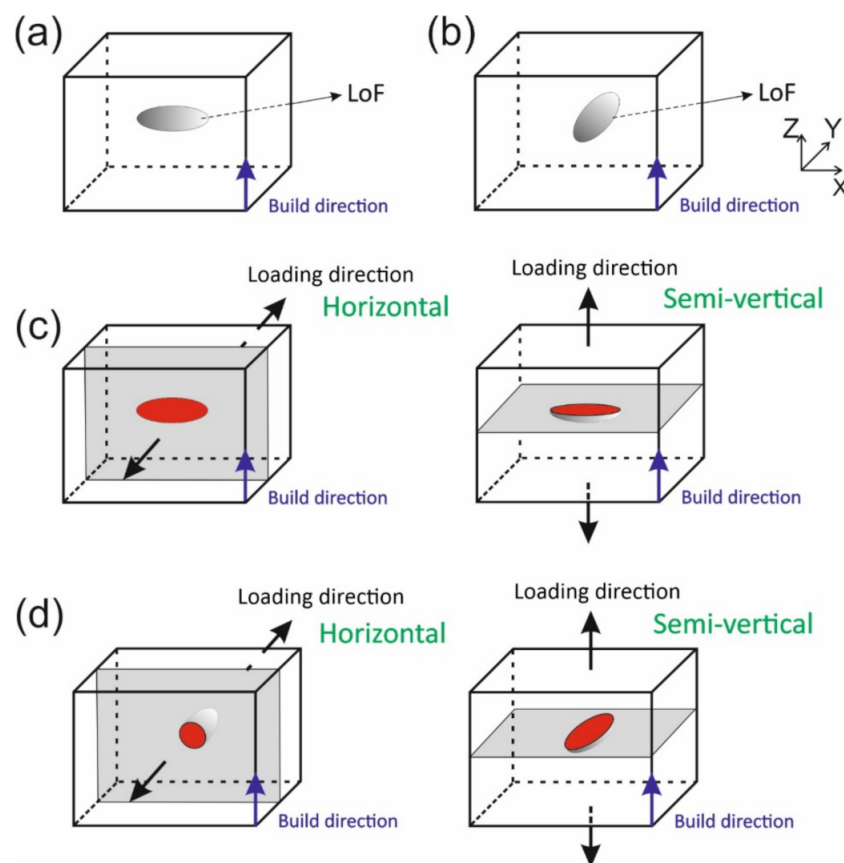 (a)
(b)
LoF
LoF
Z
Y
X
Build direction
Build direction
Loading direction
Loading direction
Horizontal
Semi-vertical
(c)
Build direction
Build direction
(d)
Loading direction
Loading direction
Horizontal
Semi-vertical
Build direction
Build direction